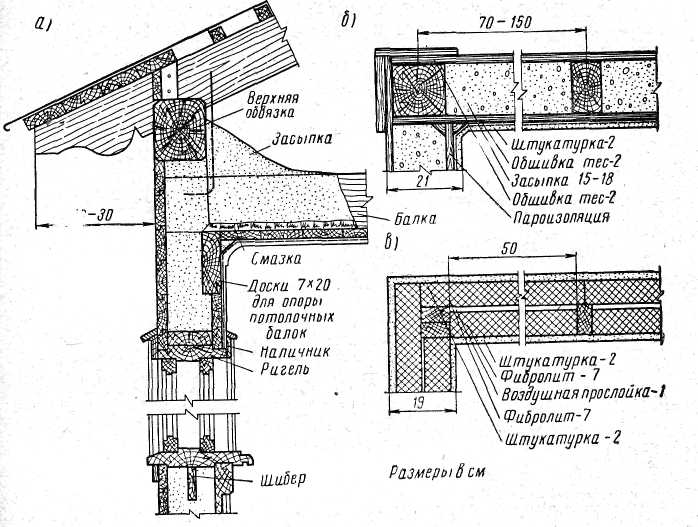 а)
Верхняя
обвязка
Засыпка
-30
Балка
Смазка
Доски 7×20
для опоры
потолочных
балок
Наличник
Ригель
Шибер
б)
70-150
Штукатурка-2
Обшивка тес-2
Засыпка 15-18
Обшивка тес-2
Пароизоляция
21
в)
50
Штукатурка-2
Фибролит-7
Воздушная прослойка-1
Фибролит-7
Штукатурка-2
19
Размеры в см